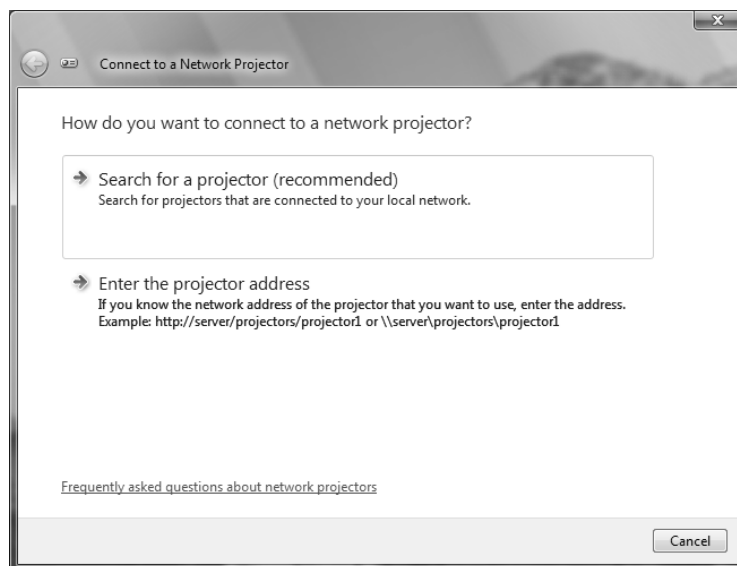 Connect to a Network Projector
How do you want to connect to a network projector?
Search for a projector (recommended)
Search for projectors that are connected to your local network.
Enter the projector address
If you know the network address of the projector that you want to use, enter the address.
Example: http://server/projectors/projector1 or \\server\projectors\projector1
Frequently asked questions about network projectors
Cancel